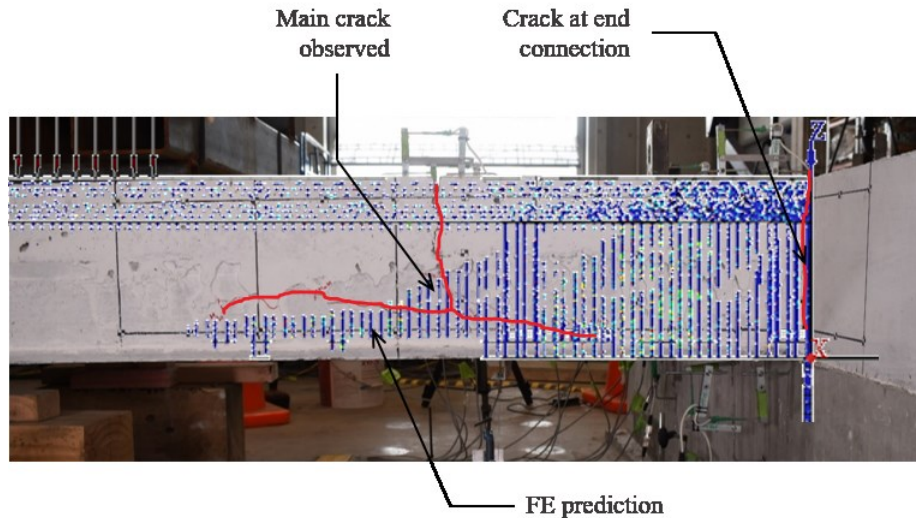 Main crack
observed
Crack at end
connection
Z
X
FE prediction